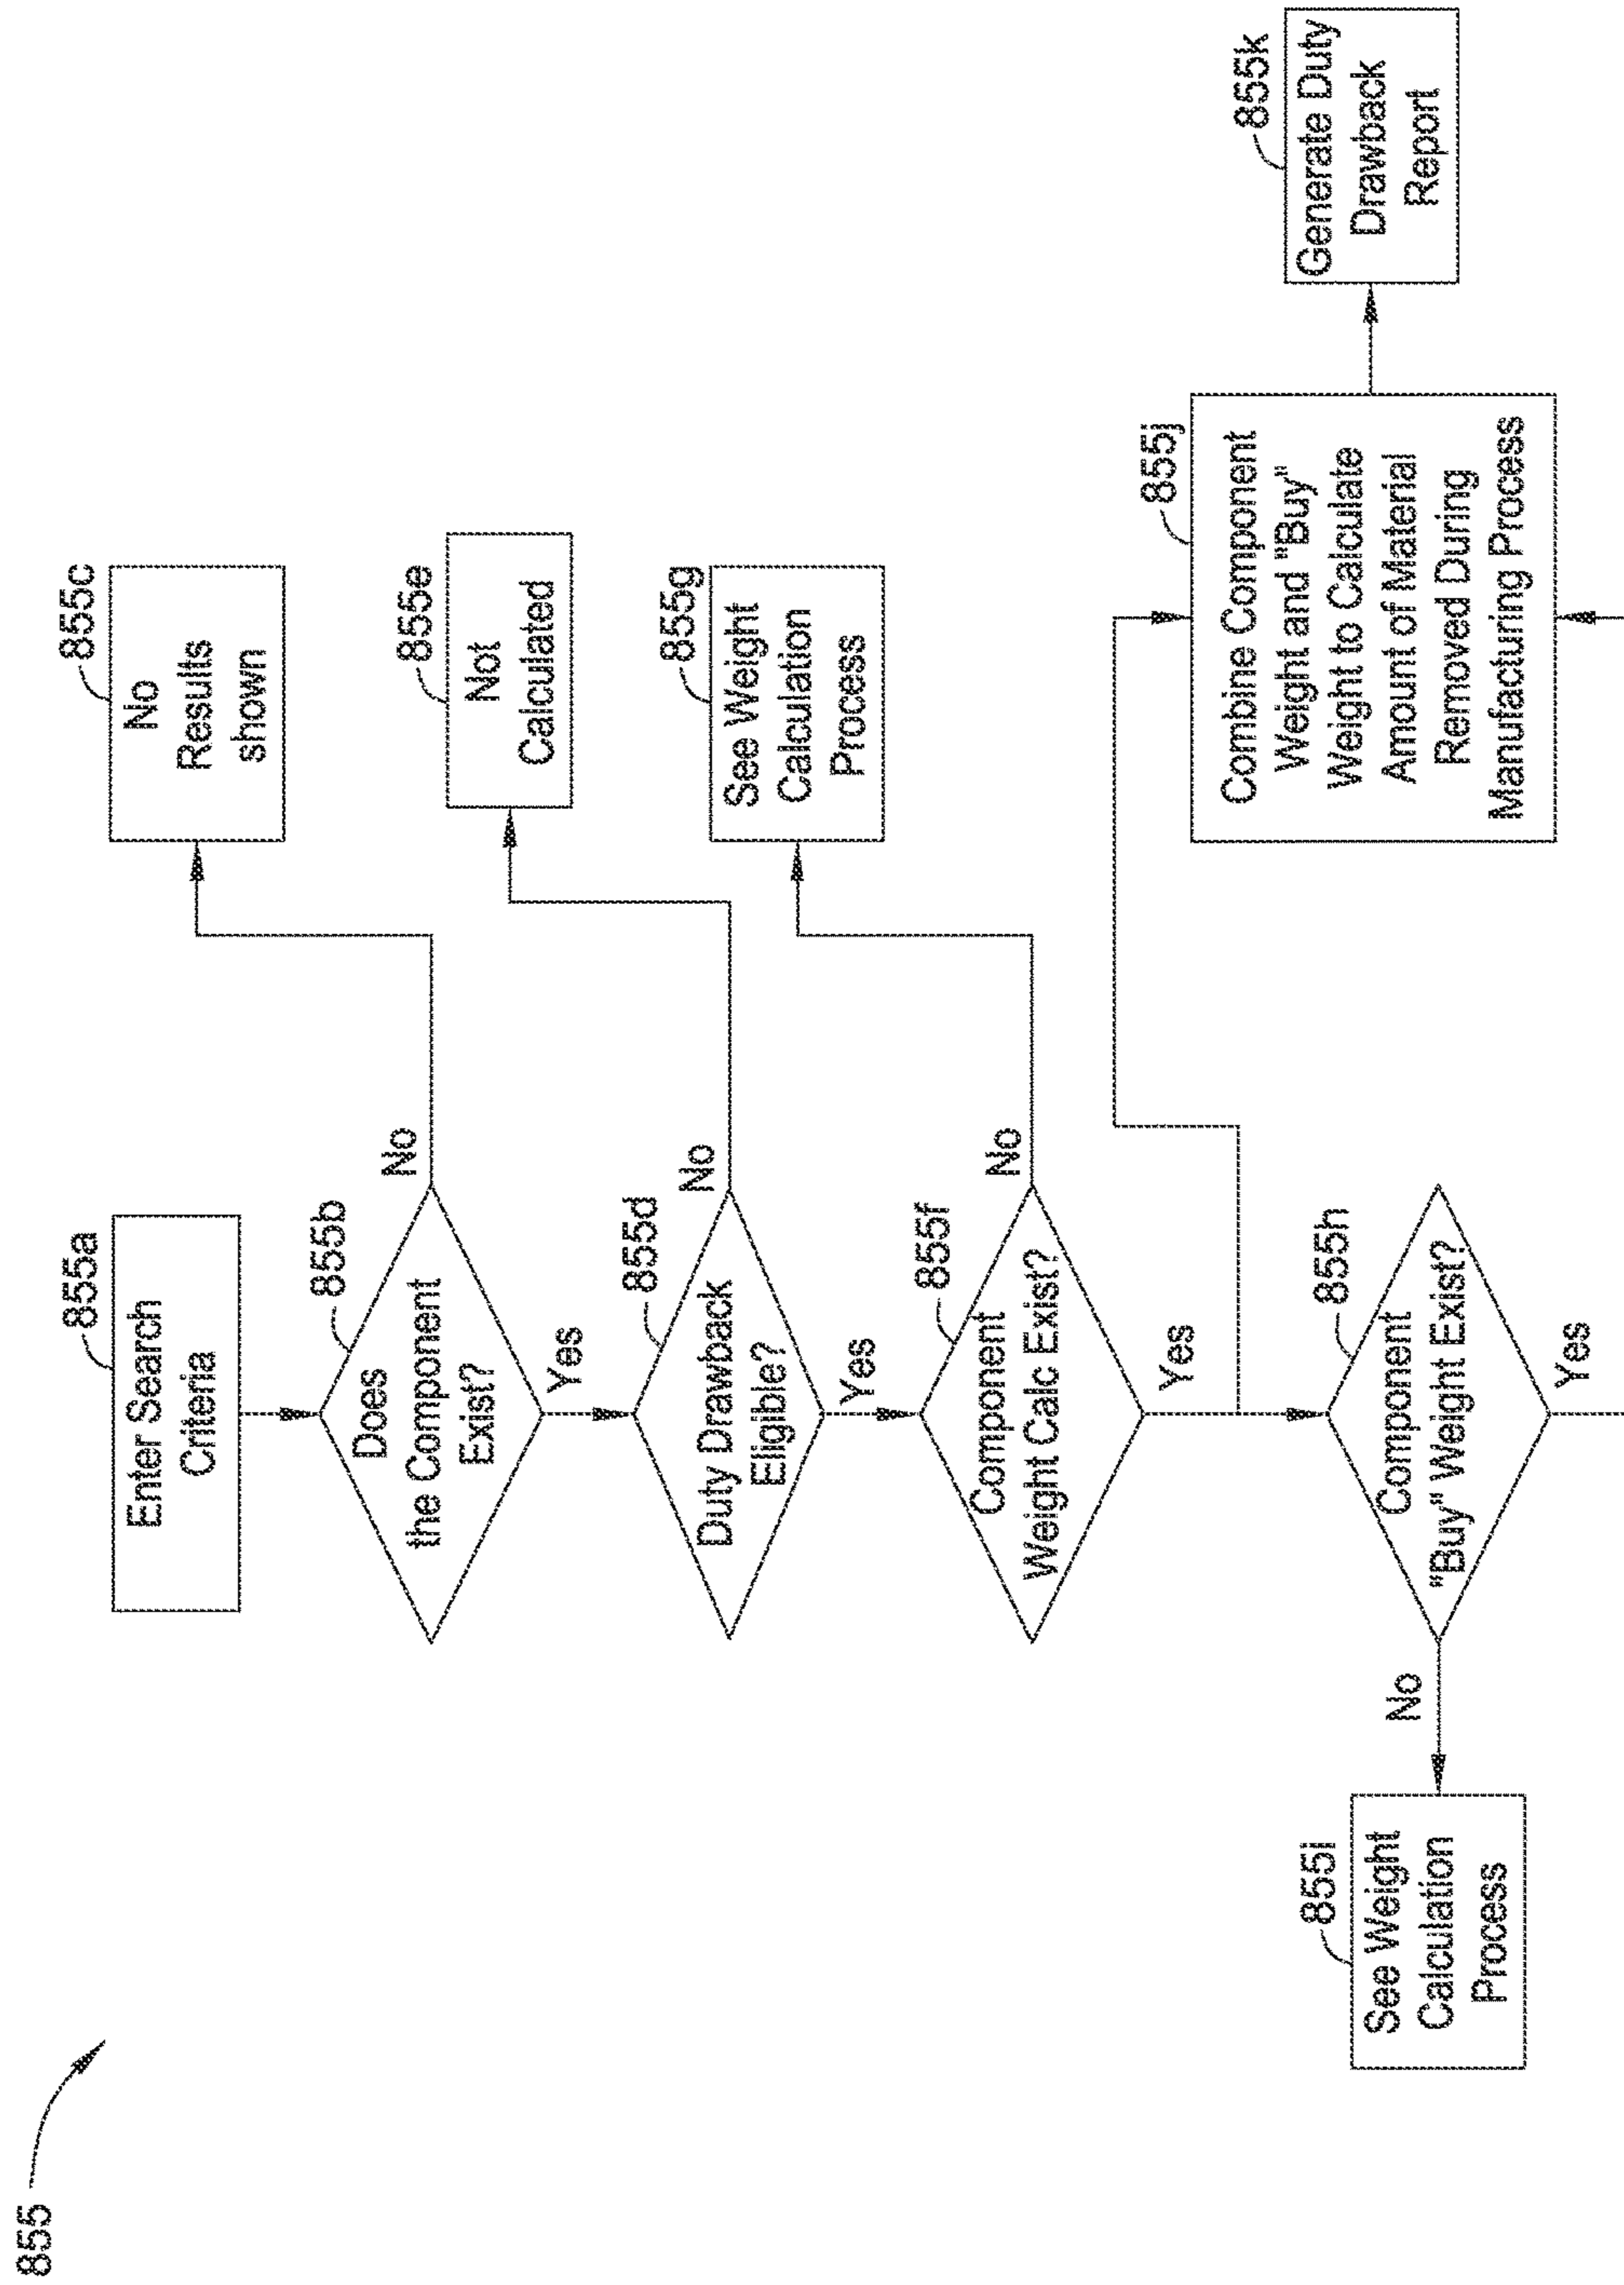 855
855a
Enter Search
Criteria
855b
Does
the Component
Exist?
No
Yes
855c
No
Results
shown
855d
Duty Drawback
Eligible?
No
Yes
855e
Not
Calculated
855f
Component
Weight Calc Exist?
No
Yes
855g
See Weight
Calculation
Process
855h
Component
"Buy" Weight Exist?
No
Yes
855i
See Weight
Calculation
Process
855j
Combine Component
Weight and "Buy"
Weight to Calculate
Amount of Material
Removed During
Manufacturing Process
855k
Generate Duty
Drawback
Report